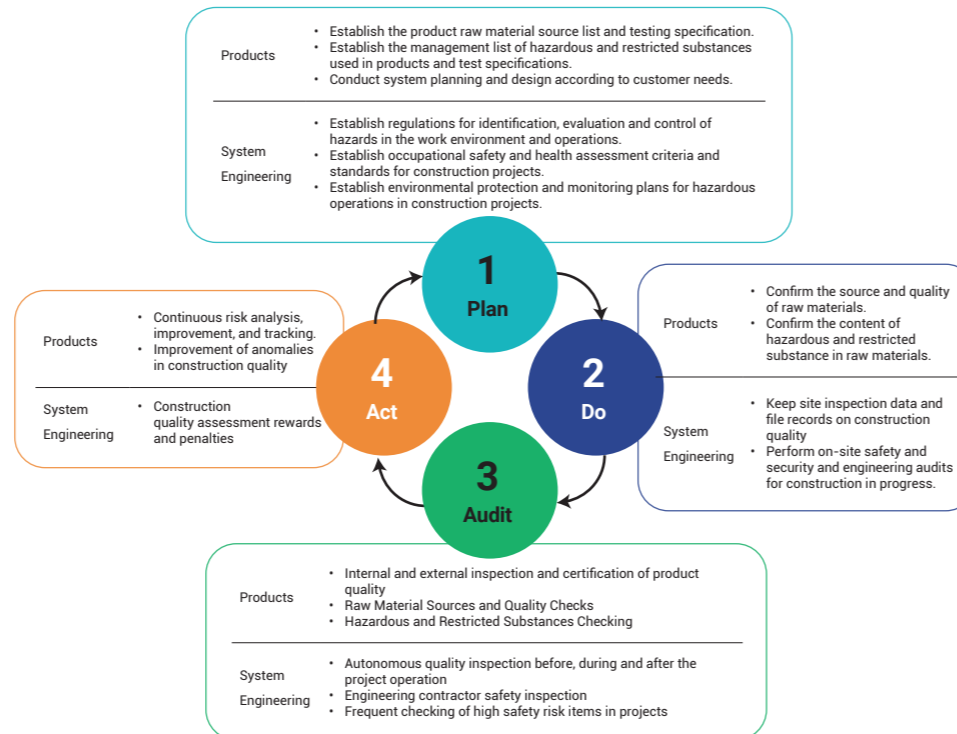 Products
• Establish the product raw material source list and testing specification.
• Establish the management list of hazardous and restricted substances
used in products and test specifications.
• Conduct system planning and design according to customer needs.
System
Engineering
• Establish regulations for identification, evaluation and control of
hazards in the work environment and operations.
• Establish occupational safety and health assessment criteria and
standards for construction projects.
• Establish environmental protection and monitoring plans for hazardous
operations in construction projects.
1
Plan
2
Do
Products
• Confirm the source and quality
of raw materials.
• Confirm the content of
hazardous and restricted
substance in raw materials.
System
Engineering
• Keep site inspection data and
file records on construction
quality
• Perform on-site safety and
security and engineering audits
for construction in progress.
3
Audit
Products
• Internal and external inspection and certification of product
quality
• Raw Material Sources and Quality Checks
• Hazardous and Restricted Substances Checking
System
Engineering
• Autonomous quality inspection before, during and after the
project operation
• Engineering contractor safety inspection
• Frequent checking of high safety risk items in projects
4
Act
Products
• Continuous risk analysis,
improvement, and tracking.
• Improvement of anomalies
in construction quality
System
Engineering
• Construction
quality assessment rewards
and penalties